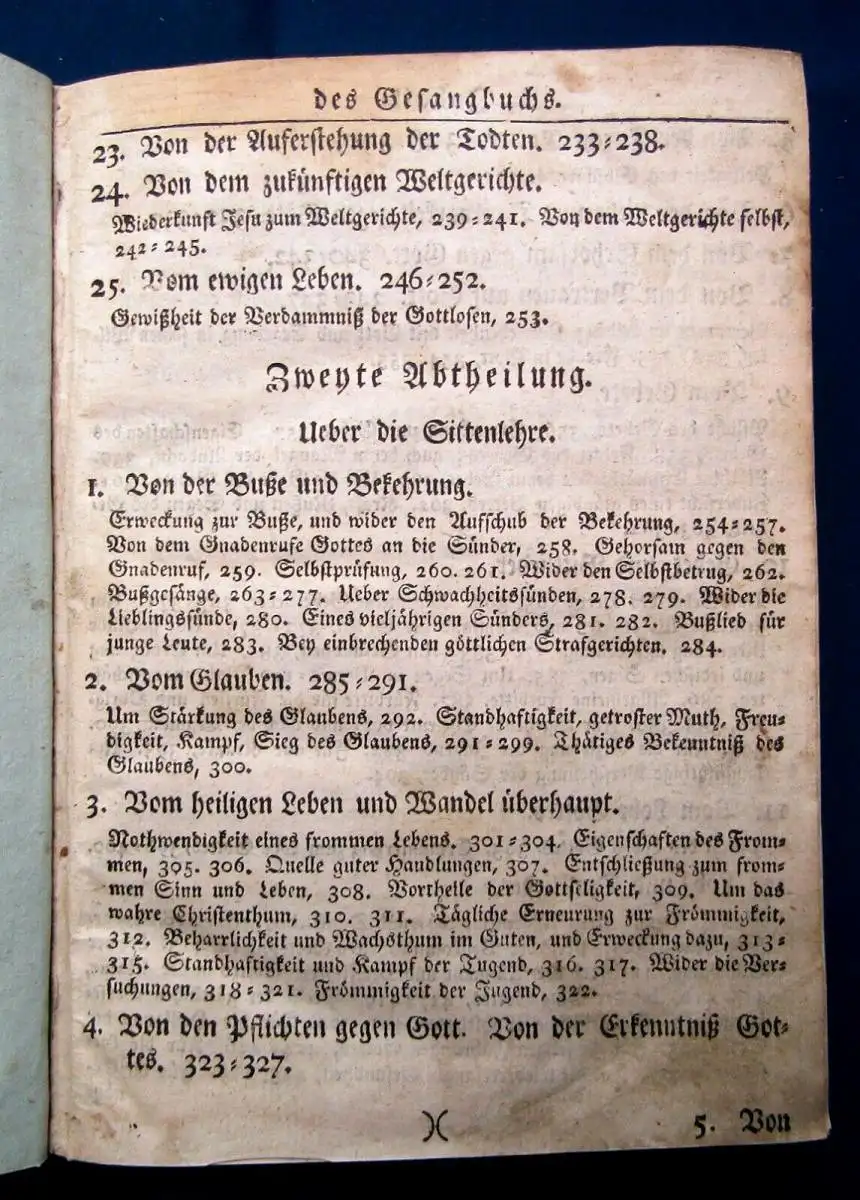 des Gesangbuchs.
23. Von der Auferstehung der Todten. 233⸗238.
24. Von dem zukünftigen Weltgerichte.
Wiederkunft Jesu zum Weltgerichte, 239⸗241. Von dem Weltgerichte selbst,
242⸗245.
25. Vom ewigen Leben. 246⸗252.
Gewißheit der Verdammniß der Gottlosen, 253.
Zweyte Abtheilung.
Ueber die Sittenlehre.
1. Von der Buße und Bekehrung.
Erweckung zur Buße, und wider den Aufschub der Bekehrung, 254⸗257.
Von dem Gnadenrufe Gottes an die Sünder, 258. Gehorsam gegen den
Gnadenruf, 259. Selbstprüfung, 260. 261. Wider den Selbstbetrug, 262.
Bußgesänge, 263⸗277. Ueber Schwachheitssünden, 278. 279. Wider die
Lieblingssünde, 280. Eines vieljährigen Sünders, 281. 282. Bußlied für
junge Leute, 283. Bey einbrechenden göttlichen Strafgerichten. 284.
2. Vom Glauben. 285⸗291.
Um Stärkung des Glaubens, 292. Standhaftigkeit, getroster Muth, Freu⸗
digkeit, Kampf, Sieg des Glaubens, 291⸗299. Thätiges Bekenntniß des
Glaubens, 300.
3. Vom heiligen Leben und Wandel überhaupt.
Nothwendigkeit eines frommen Lebens. 301⸗304. Eigenschaften des From⸗
men, 305. 306. Quelle guter Handlungen, 307. Entschließung zum from⸗
men Sinn und Leben, 308. Vortheile der Gottseligkeit, 309. Um das
wahre Christenthum, 310. 311. Tägliche Erneurung zur Frömmigkeit,
312. Beharrlichkeit und Wachsthum im Guten, und Erweckung dazu, 313⸗
315. Standhaftigkeit und Kampf der Tugend, 316. 317. Wider die Ver⸗
suchungen, 318⸗321. Frömmigkeit der Jugend, 322.
4. Von den Pflichten gegen Gott. Von der Erkenntniß Got⸗
tes. 323⸗327.
)( 5. Von